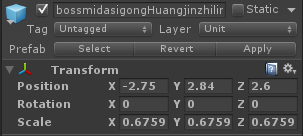 bossmidasigongHuangjinzhilir Static
Tag Untagged Layer Unit
Prefab Select Revert Apply
Transform
Position X -2.75 Y 2.84 Z 2.6
Rotation X 0 Y 0 Z 0
Scale X 0.6759 Y 0.6759 Z 0.6759